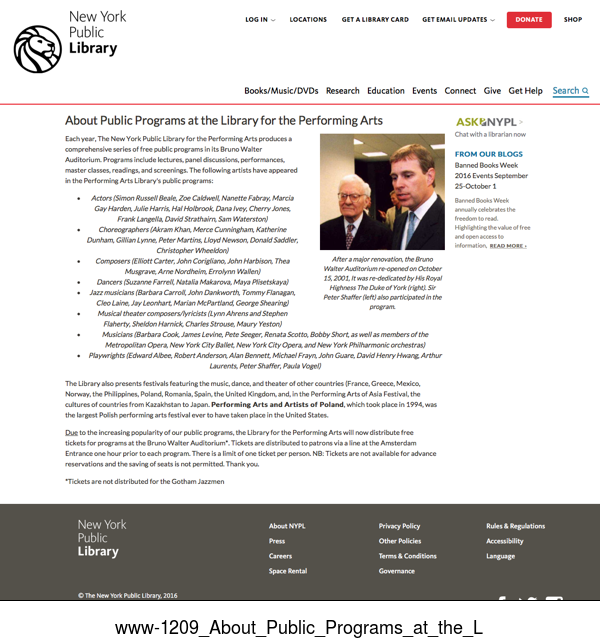 New York
Public
Library
LOG IN
LOCATIONS
GET A LIBRARY CARD
GET EMAIL UPDATES
DONATE
SHOP
Books/Music/DVDs
Research
Education
Events
Connect
Give
Get Help
Search
About Public Programs at the Library for the Performing Arts
Each year, The New York Public Library for the Performing Arts produces a
comprehensive series of free public programs in its Bruno Walter
Auditorium. Programs include lectures, panel discussions, performances,
master classes, readings, and screenings. The following artists have appeared
in the Performing Arts Library's public programs:
• Actors (Simon Russell Beale, Zoe Caldwell, Nanette Fabray, Marcia
Gay Harden, Julie Harris, Hal Holbrook, Dana Ivey, Cherry Jones,
Frank Langella, David Strathairn, Sam Waterston)
• Choreographers (Akram Khan, Merce Cunningham, Katherine
Dunham, Gillian Lynne, Peter Martins, Lloyd Newson, Donald Saddler,
Christopher Wheeldon)
• Composers (Elliott Carter, John Corigliano, John Harbison, Thea
Musgrave, Arne Nordheim, Errolynn Wallen)
• Dancers (Suzanne Farrell, Natalia Makarova, Maya Plisetskaya)
• Jazz musicians (Barbara Carroll, John Dankworth, Tommy Flanagan,
Cleo Laine, Jay Leonhart, Marian McPartland, George Shearing)
• Musical theater composers/lyricists (Lynn Ahrens and Stephen
Flaherty, Sheldon Harnick, Charles Strouse, Maury Yeston)
• Musicians (Barbara Cook, James Levine, Pete Seeger, Renata Scotto, Bobby Short, as well as members of the
Metropolitan Opera, New York City Ballet, New York City Opera, and New York Philharmonic orchestras)
• Playwrights (Edward Albee, Robert Anderson, Alan Bennett, Michael Frayn, John Guare, David Henry Hwang, Arthur
Laurents, Peter Shaffer, Paula Vogel)
After a major renovation, the Bruno
Walter Auditorium re-opened on October
15, 2001, It was re-dedicated by His Royal
Highness The Duke of York (right). Sir
Peter Shaffer (left) also participated in the
program.
The Library also presents festivals featuring the music, dance, and theater of other countries (France, Greece, Mexico,
Norway, the Philippines, Poland, Romania, Spain, the United Kingdom, and, in the Performing Arts of Asia Festival, the
cultures of countries from Kazakhstan to Japan. Performing Arts and Artists of Poland, which took place in 1994, was
the largest Polish performing arts festival ever to have taken place in the United States.
Due to the increasing popularity of our public programs, the Library for the Performing Arts will now distribute free
tickets for programs at the Bruno Walter Auditorium*. Tickets are distributed to patrons via a line at the Amsterdam
Entrance one hour prior to each program. There is a limit of one ticket per person. NB: Tickets are not available for advance
reservations and the saving of seats is not permitted. Thank you.
*Tickets are not distributed for the Gotham Jazzmen
ASK NYPL >
Chat with a librarian now
FROM OUR BLOGS
Banned Books Week
2016 Events September
25-October 1
Banned Books Week
annually celebrates the
freedom to read.
Highlighting the value of free
and open access to
information. READ MORE ›
New York
Public
Library
About NYPL
Press
Careers
Space Rental
Privacy Policy
Other Policies
Terms & Conditions
Governance
Rules & Regulations
Accessibility
Language
© The New York Public Library, 2016
www-1209_About_Public_Programs_at_the_L